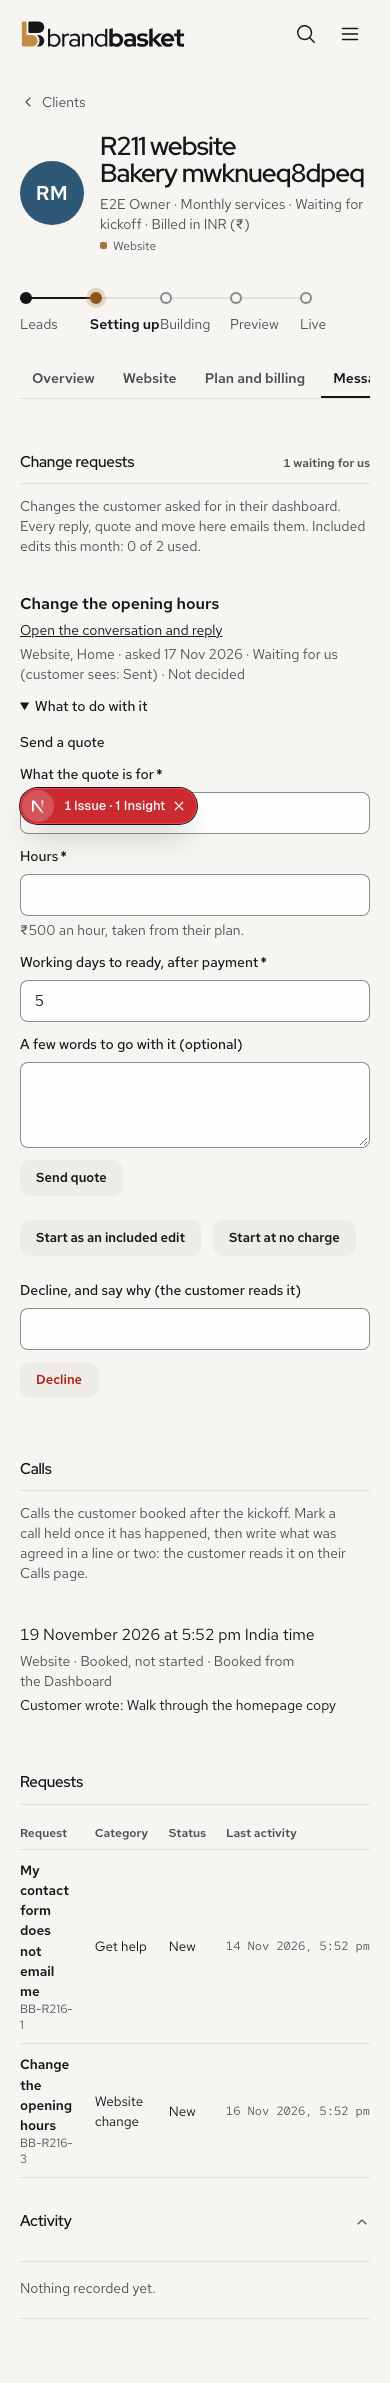 brandbasket
Clients
RM
R211 website
Bakery mwknueq8dpeq
E2E Owner · Monthly services · Waiting for
kickoff · Billed in INR (₹)
Website
Leads
Setting up
Building
Preview
Live
Overview
Website
Plan and billing
Messa
Change requests
1 waiting for us
Changes the customer asked for in their dashboard.
Every reply, quote and move here emails them. Included
edits this month: 0 of 2 used.
Change the opening hours
Open the conversation and reply
Website, Home · asked 17 Nov 2026 · Waiting for us
(customer sees: Sent) · Not decided
▼ What to do with it
Send a quote
What the quote is for *
N 1 Issue · 1 Insight ×
Hours *
₹500 an hour, taken from their plan.
Working days to ready, after payment *
5
A few words to go with it (optional)
Send quote
Start as an included edit
Start at no charge
Decline, and say why (the customer reads it)
Decline
Calls
Calls the customer booked after the kickoff. Mark a
call held once it has happened, then write what was
agreed in a line or two: the customer reads it on their
Calls page.
19 November 2026 at 5:52 pm India time
Website · Booked, not started · Booked from
the Dashboard
Customer wrote: Walk through the homepage copy
Requests
Request Category Status Last activity
My
contact
form
does
not
email
me
BB-R216-
1
Get help
New
14 Nov 2026, 5:52 pm
Change
the
opening
hours
BB-R216-
3
Website
change
New
16 Nov 2026, 5:52 pm
Activity
Nothing recorded yet.